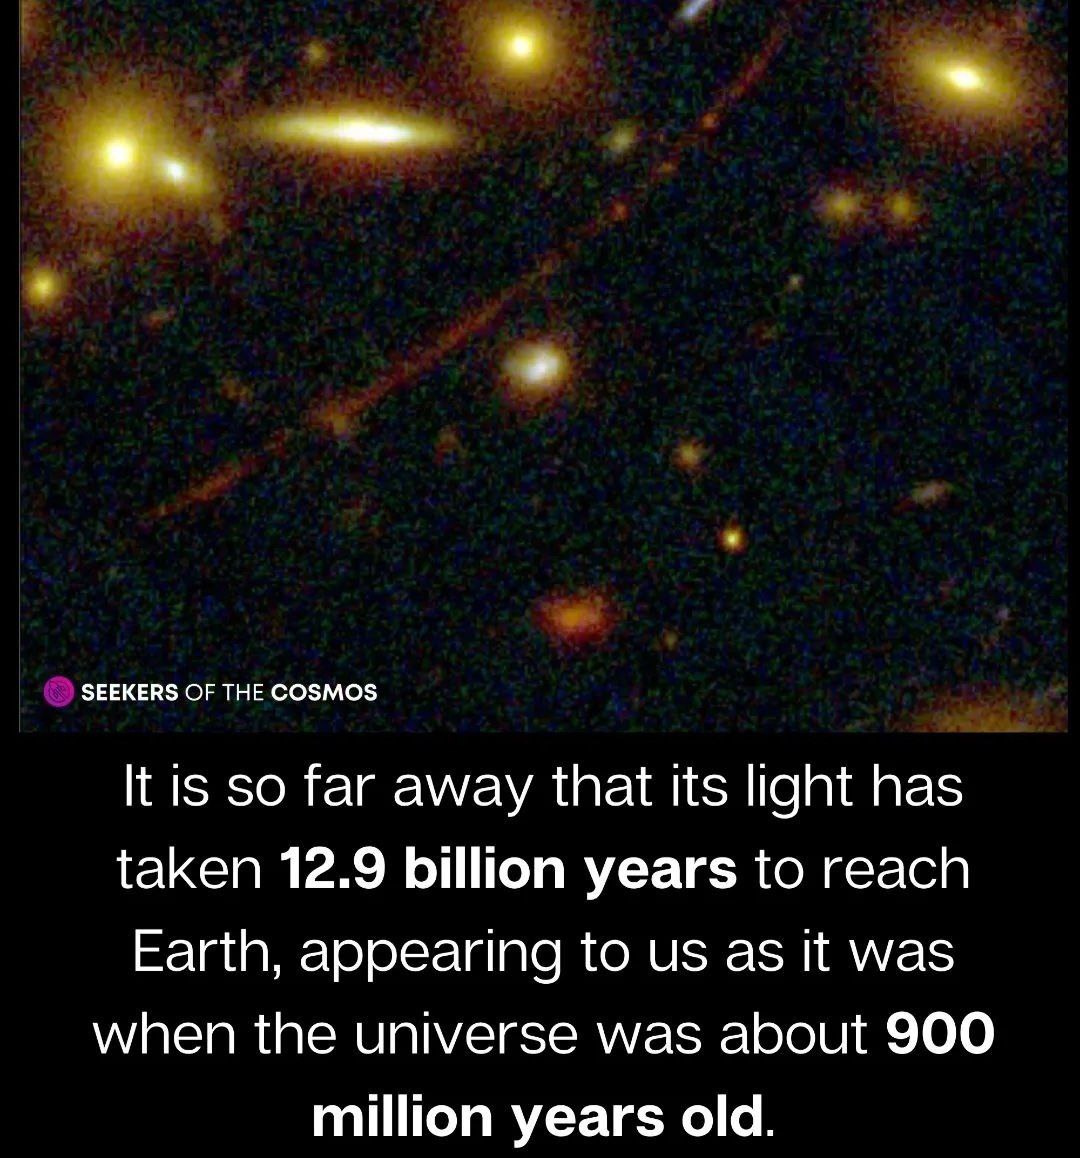 SEEKERS OF THE COSMOS
It is so far away that its light has
taken 12.9 billion years to reach
Earth, appearing to us as it was
when the universe was about 900
million years old.